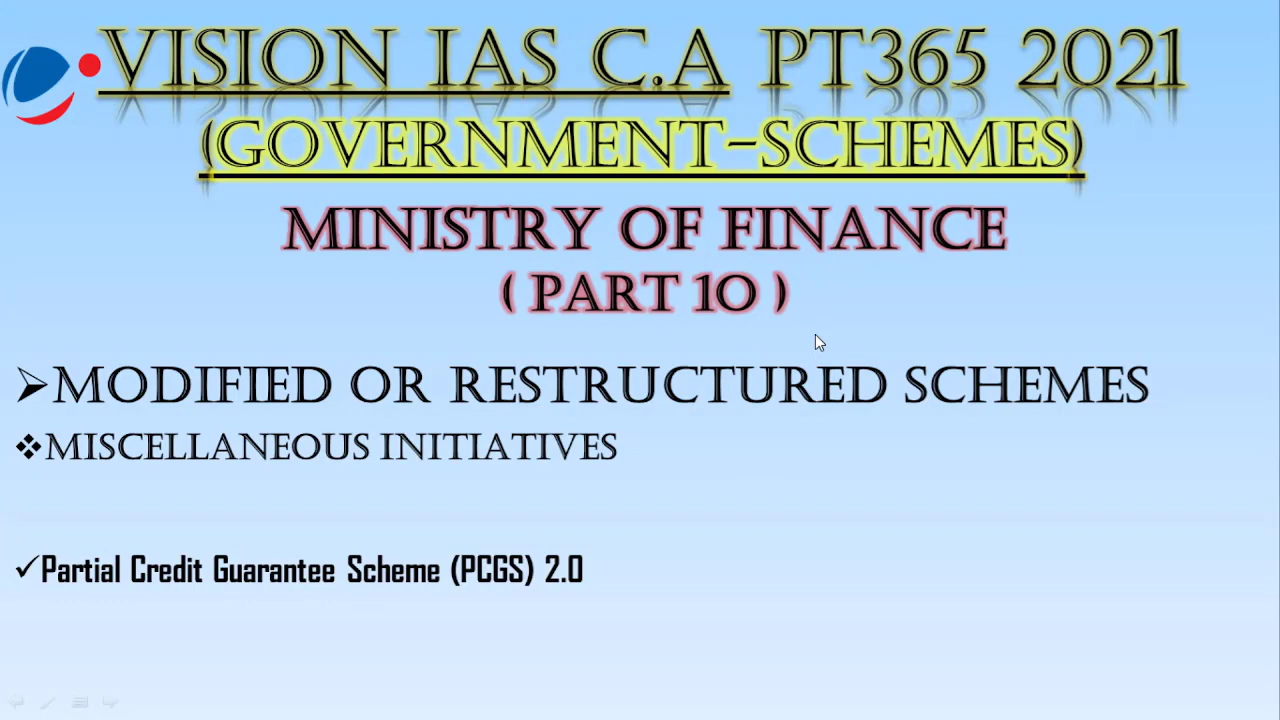 VISION IAS C.A PT365 2021
(GOVERNMENT-SCHEMES)
MINISTRY OF FINANCE
( PART 10 )
MODIFIED OR RESTRUCTURED SCHEMES
MISCELLANEOUS INITIATIVES
Partial Credit Guarantee Scheme (PCGS) 2.0